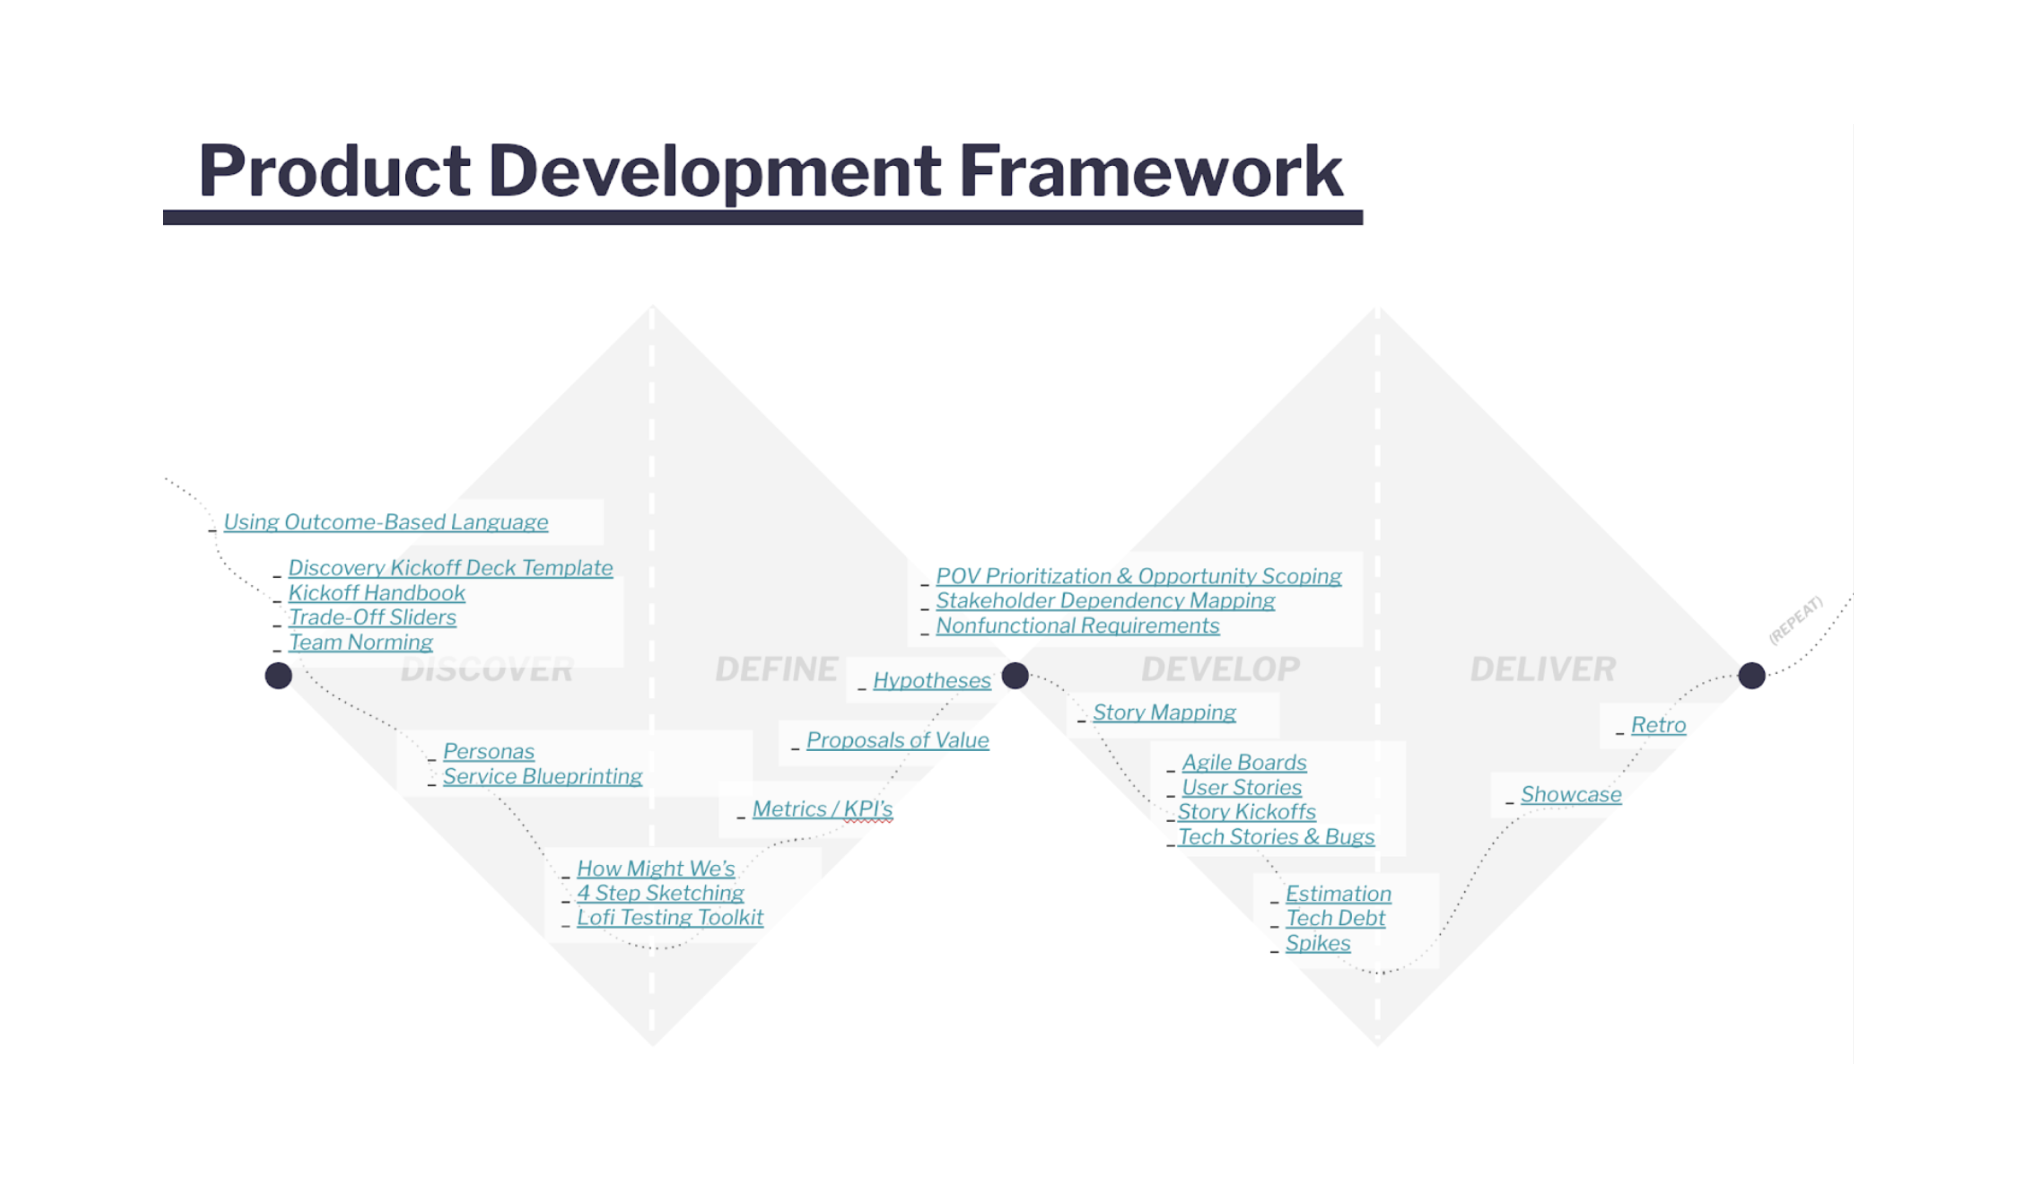 Product Development Framework
_ Using Outcome-Based Language
_ Discovery Kickoff Deck Template
_ Kickoff Handbook
_ Trade-Off Sliders
_ Team Norming
DISCOVER
_ Personas
_ Service Blueprinting
_ How Might We's
_ 4 Step Sketching
_ Lofi Testing Toolkit
DEFINE
_ Metrics / KPI's
_ Proposals of Value
_ Hypotheses
_ POV Prioritization & Opportunity Scoping
_ Stakeholder Dependency Mapping
_ Nonfunctional Requirements
DEVELOP
_ Story Mapping
_ Agile Boards
_ User Stories
_ Story Kickoffs
_ Tech Stories & Bugs
_ Estimation
_ Tech Debt
_ Spikes
DELIVER
_ Showcase
_ Retro
(REPEAT)